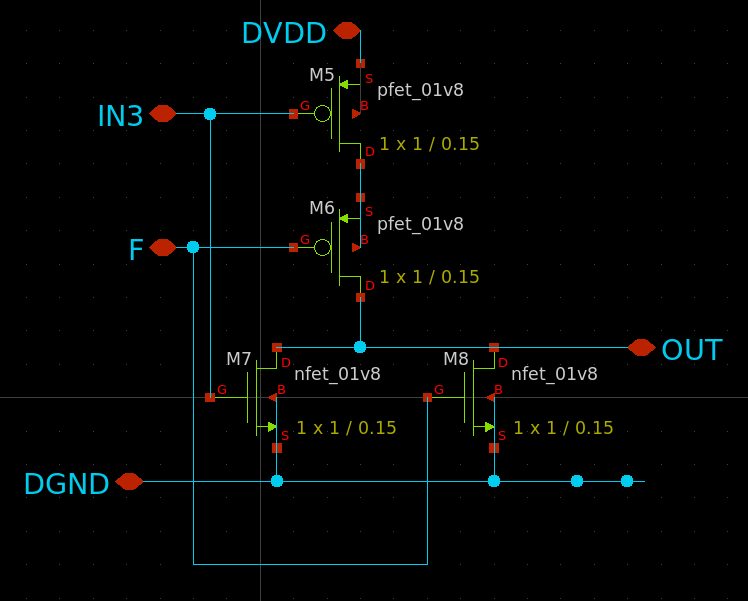 DVDD
S
M5
pfet_01v8
IN3
G
B
1 x 1 / 0.15
D
M6
S
pfet_01v8
F
G
B
1 x 1 / 0.15
D
OUT
M7
D
nfet_01v8
G
B
1 x 1 / 0.15
S
M8
D
nfet_01v8
G
B
1 x 1 / 0.15
S
DGND